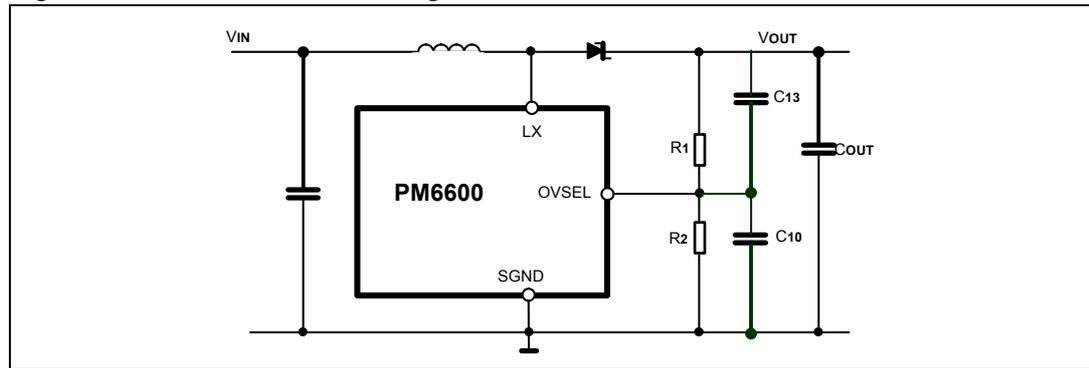 VIN
VOUT
C13
LX
R1
COUT
PM6600
OVSEL
R2
C10
SGND